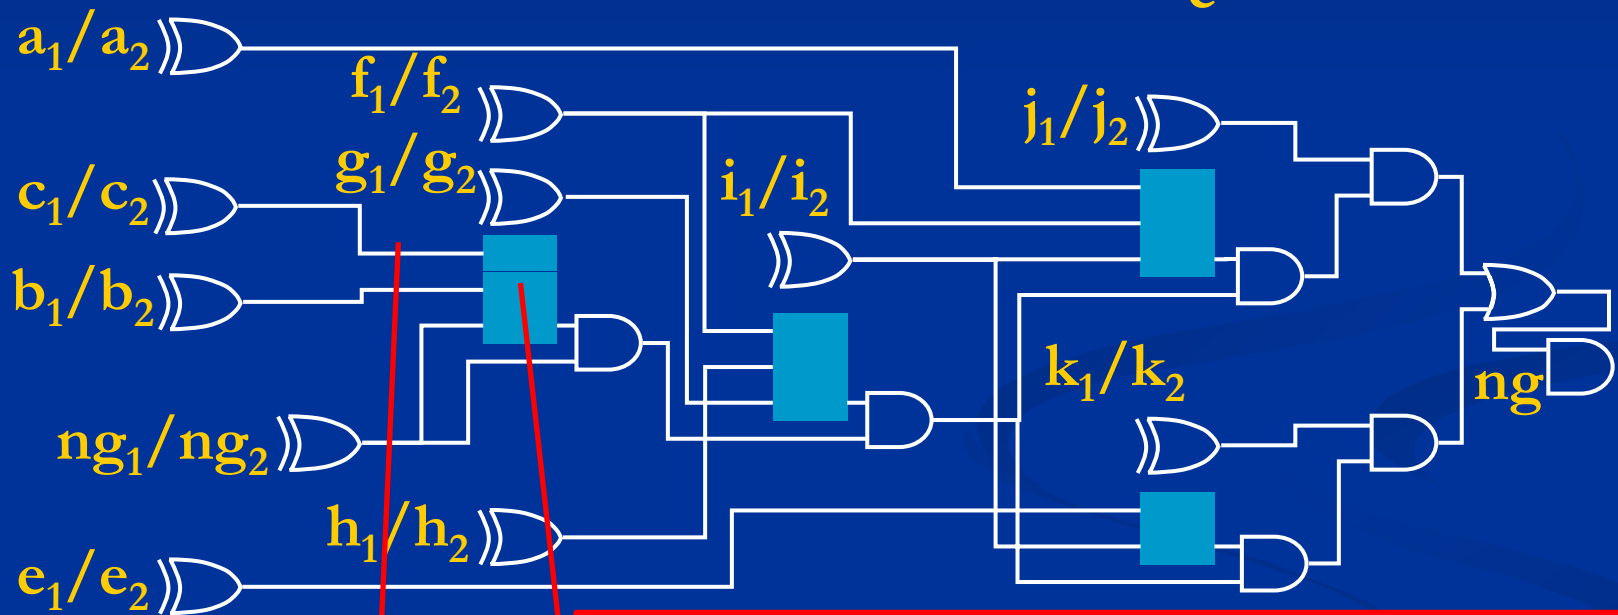 a₁/a₂
f₁/f₂
j₁/j₂
g₁/g₂
i₁/i₂
c₁/c₂
b₁/b₂
k₁/k₂
ng
ng₁/ng₂
h₁/h₂
e₁/e₂